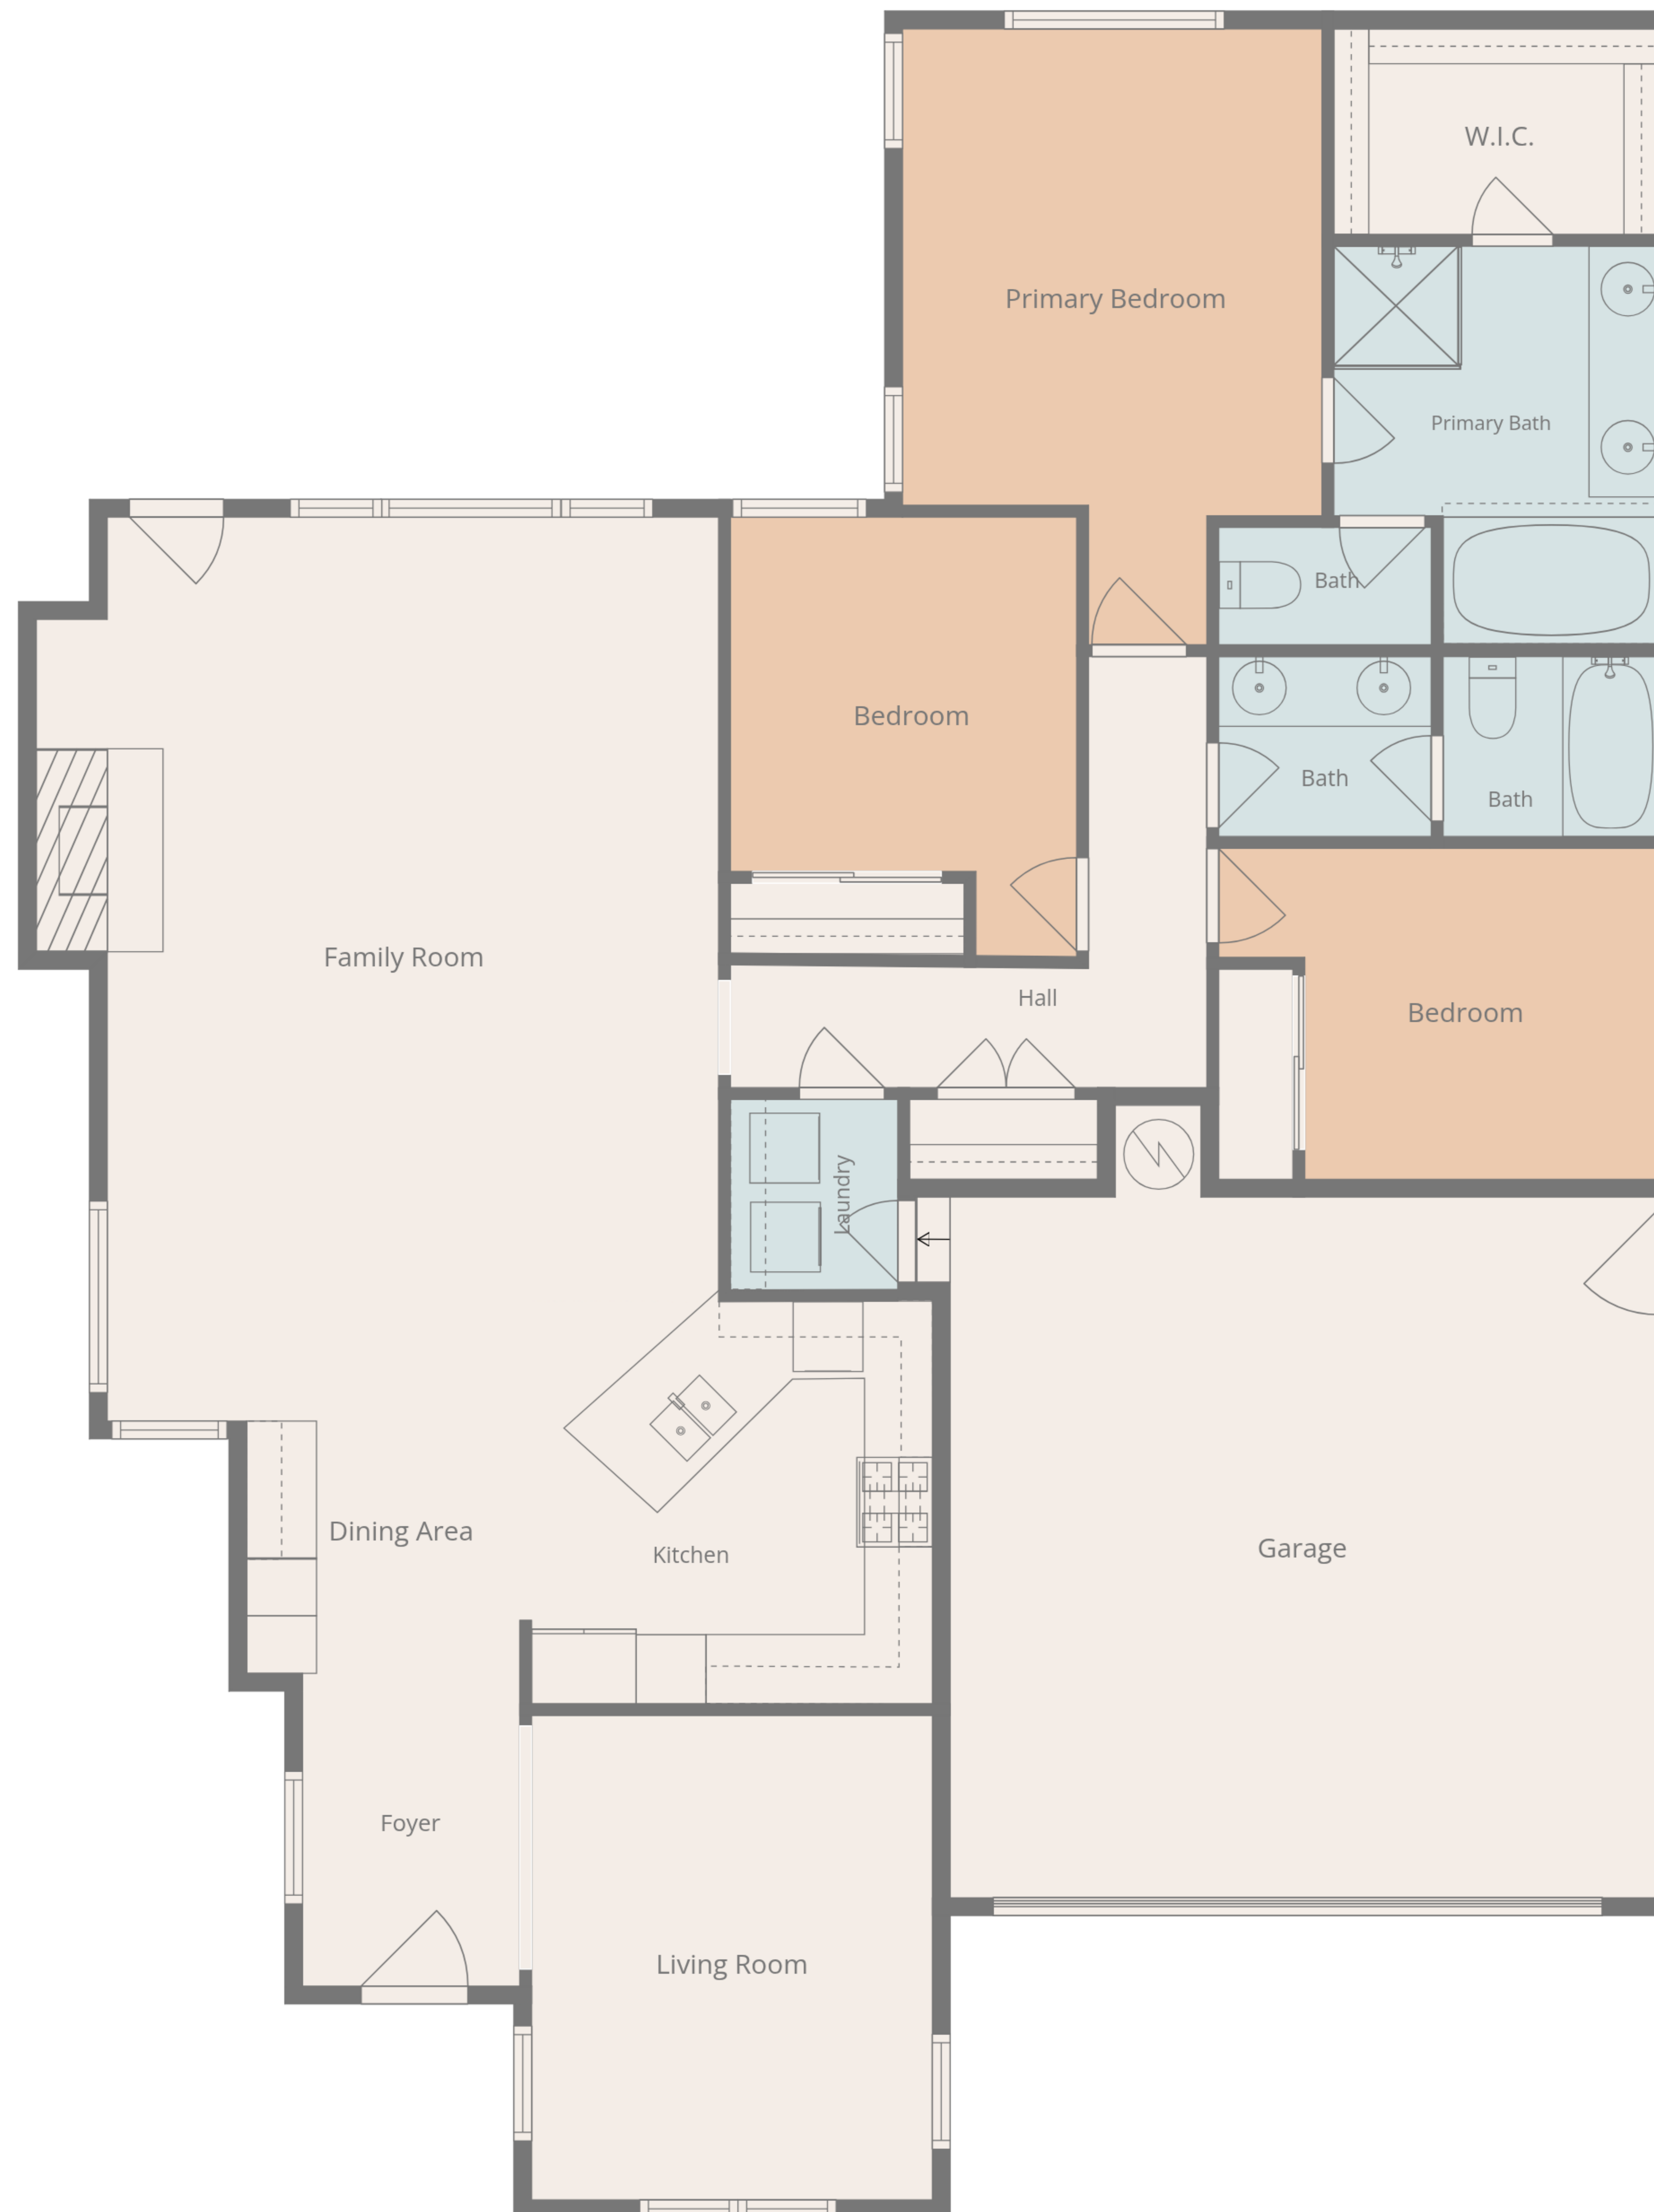 W.I.C.
Primary Bedroom
Primary Bath
Bath
Bedroom
Bath
Bath
Family Room
Hall
Bedroom
Laundry
Dining Area
Kitchen
Garage
Foyer
Living Room